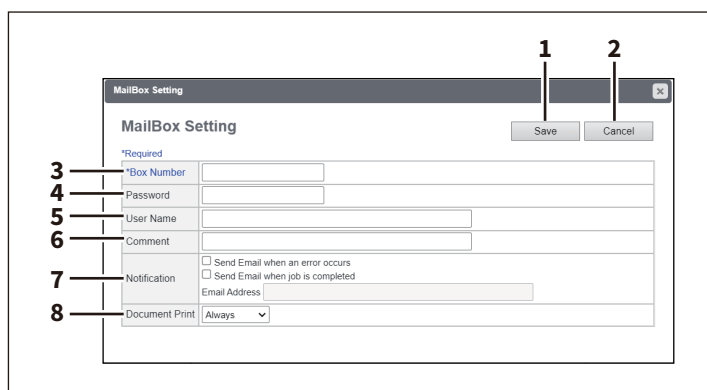 1 2
MailBox Setting
MailBox Setting
Save Cancel
*Required
3 *Box Number
4 Password
5 User Name
6 Comment
Send Email when an error occurs
7 Notification Send Email when job is completed
Email Address
8 Document Print Always